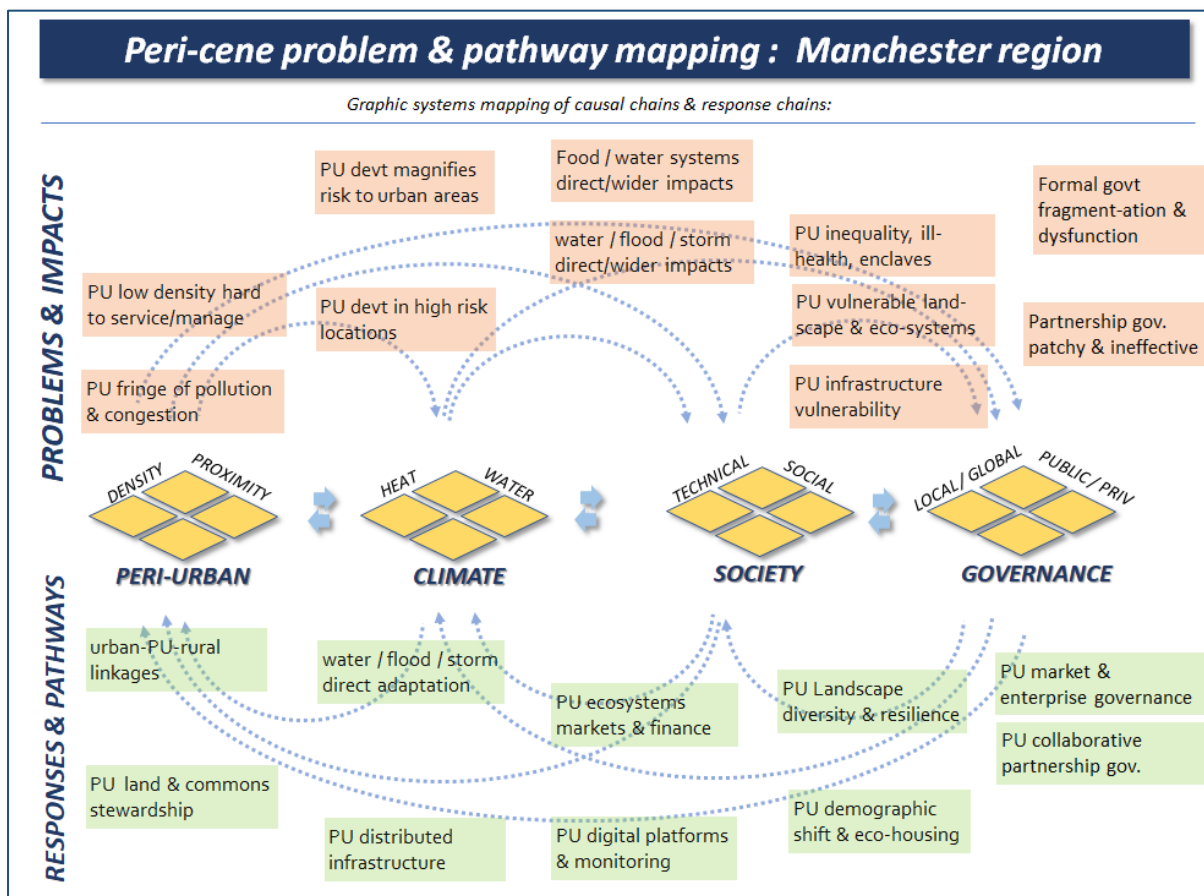 Peri-cene problem & pathway mapping :  Manchester region
Graphic systems mapping of causal chains & response chains:
PROBLEMS & IMPACTS
PU devt magnifies
risk to urban areas
Food / water systems
direct/wider impacts
Formal govt
fragment-ation &
dysfunction
water / flood / storm
direct/wider impacts
PU inequality, ill-
health, enclaves
PU low density hard
to service/manage
PU devt in high risk
locations
PU vulnerable land-
scape & eco-systems
Partnership gov.
patchy & ineffective
PU fringe of pollution
& congestion
PU infrastructure
vulnerability
DENSITY
PROXIMITY
HEAT
WATER
TECHNICAL
SOCIAL
LOCAL / GLOBAL
PUBLIC / PRIV
PERI-URBAN
CLIMATE
SOCIETY
GOVERNANCE
RESPONSES & PATHWAYS
urban-PU-rural
linkages
water / flood / storm
direct adaptation
PU ecosystems
markets & finance
PU Landscape
diversity & resilience
PU market &
enterprise governance
PU collaborative
partnership gov.
PU  land & commons
stewardship
PU distributed
infrastructure
PU digital platforms
& monitoring
PU demographic
shift & eco-housing